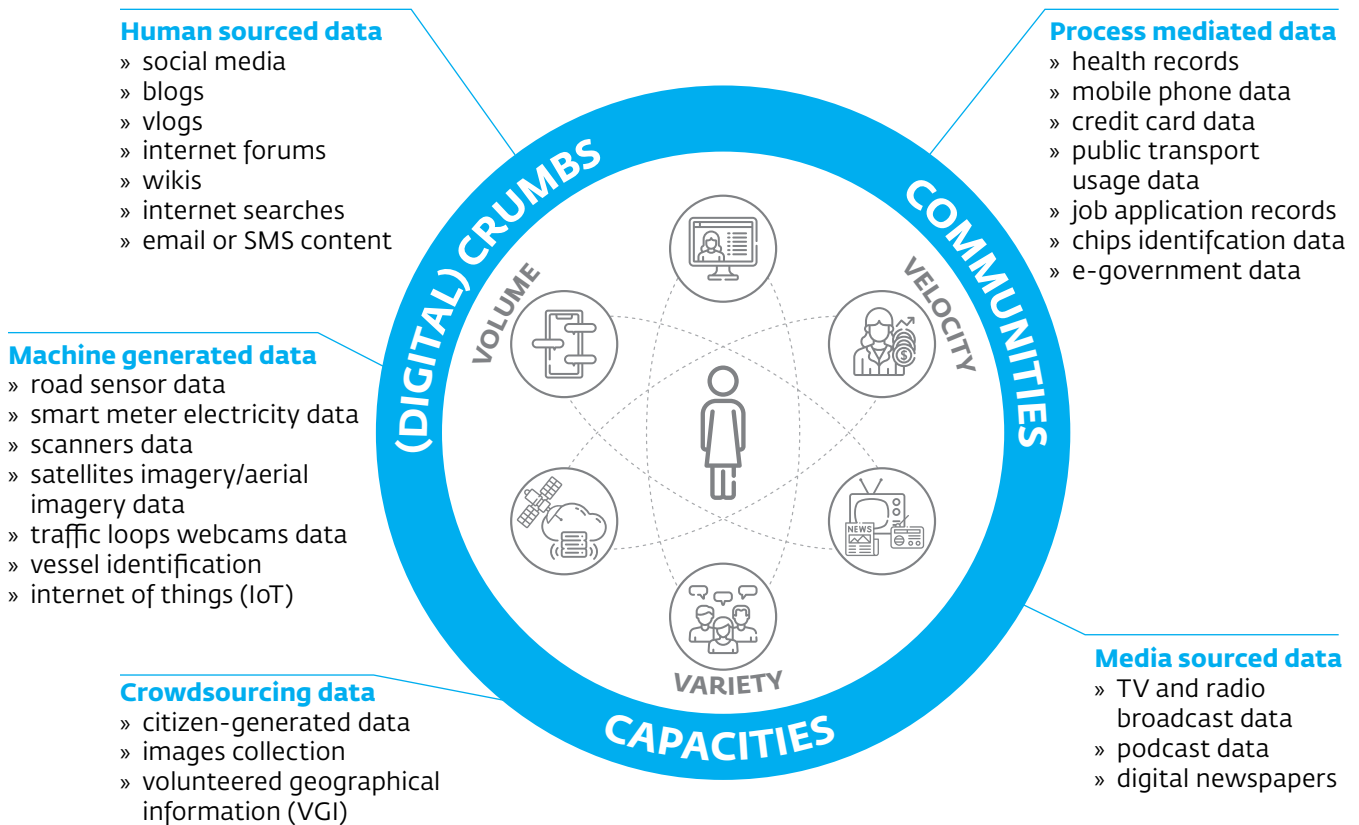 Human sourced data
» social media
» blogs
» vlogs
» internet forums
» wikis
» internet searches
» email or SMS content
Process mediated data
» health records
» mobile phone data
» credit card data
» public transport
usage data
» job application records
» chips identifcation data
» e-government data
Machine generated data
» road sensor data
» smart meter electricity data
» scanners data
» satellites imagery/aerial
imagery data
» traffic loops webcams data
» vessel identification
» internet of things (IoT)
(DIGITAL) CRUMBS
COMMUNITIES
CAPACITIES
VOLUME
VELOCITY
VARIETY
$
NEWS
Crowdsourcing data
» citizen-generated data
» images collection
» volunteered geographical
information (VGI)
Media sourced data
» TV and radio
broadcast data
» podcast data
» digital newspapers